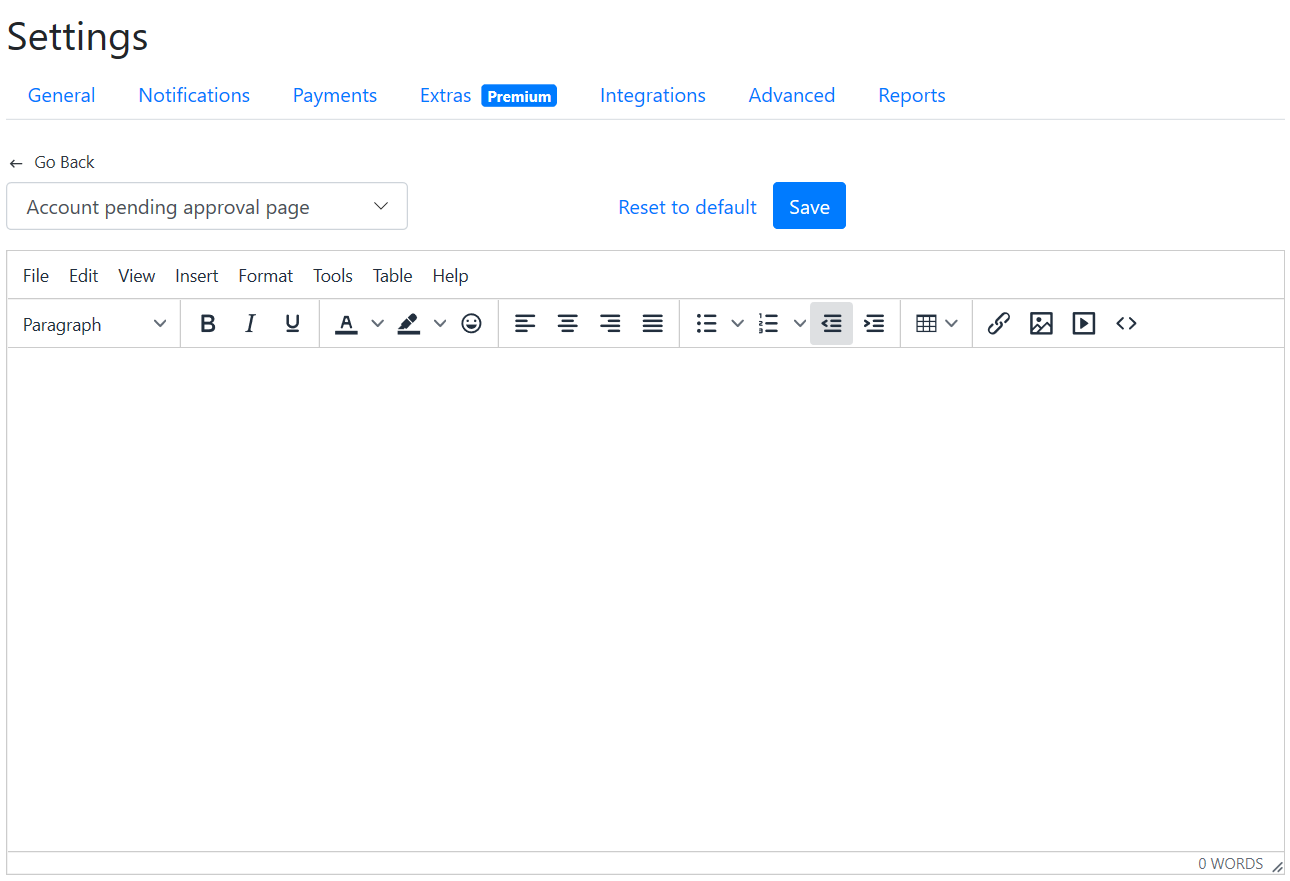 Settings
General Notifications Payments Extras Premium Integrations Advanced Reports
← Go Back
Account pending approval page Reset to default Save
File Edit View Insert Format Tools Table Help
Paragraph B I U A
0 WORDS